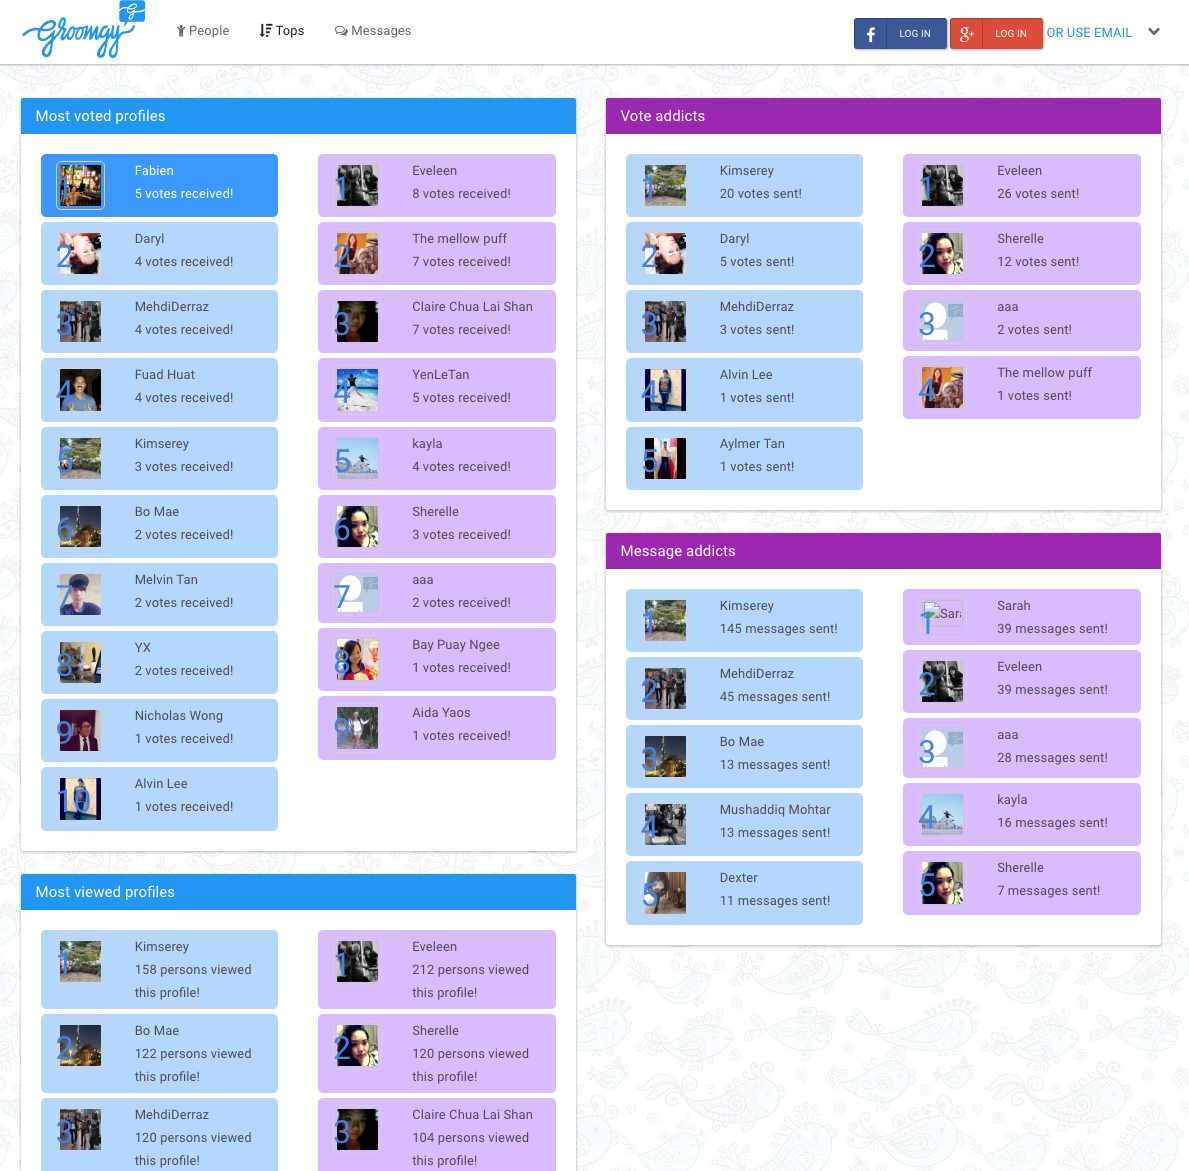 Groomgy
People
Tops
Messages
LOG IN
LOG IN
OR USE EMAIL
Most voted profiles
1
Fabien
5 votes received!
2
Daryl
4 votes received!
3
MehdiDerraz
4 votes received!
4
Fuad Huat
4 votes received!
5
Kimserey
3 votes received!
6
Bo Mae
2 votes received!
7
Melvin Tan
2 votes received!
8
YX
2 votes received!
9
Nicholas Wong
1 votes received!
10
Alvin Lee
1 votes received!
1
Eveleen
8 votes received!
2
The mellow puff
7 votes received!
3
Claire Chua Lai Shan
7 votes received!
4
YenLeTan
5 votes received!
5
kayla
4 votes received!
6
Sherelle
3 votes received!
7
aaa
2 votes received!
8
Bay Puay Ngee
1 votes received!
9
Aida Yaos
1 votes received!
Most viewed profiles
1
Kimserey
158 persons viewed
this profile!
2
Bo Mae
122 persons viewed
this profile!
3
MehdiDerraz
120 persons viewed
this profile!
1
Eveleen
212 persons viewed
this profile!
2
Sherelle
120 persons viewed
this profile!
3
Claire Chua Lai Shan
104 persons viewed
this profile!
Vote addicts
1
Kimserey
20 votes sent!
2
Daryl
5 votes sent!
3
MehdiDerraz
3 votes sent!
4
Alvin Lee
1 votes sent!
5
Aylmer Tan
1 votes sent!
1
Eveleen
26 votes sent!
2
Sherelle
12 votes sent!
3
aaa
2 votes sent!
4
The mellow puff
1 votes sent!
Message addicts
1
Kimserey
145 messages sent!
2
MehdiDerraz
45 messages sent!
3
Bo Mae
13 messages sent!
4
Mushaddiq Mohtar
13 messages sent!
5
Dexter
11 messages sent!
1
Sara
Sarah
39 messages sent!
2
Eveleen
39 messages sent!
3
aaa
28 messages sent!
4
kayla
16 messages sent!
5
Sherelle
7 messages sent!